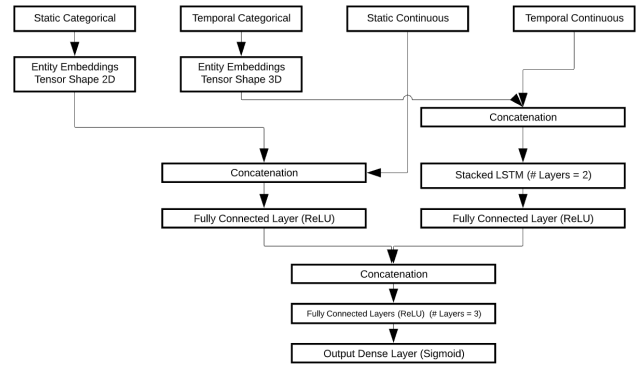 Static Categorical
Temporal Categorical
Static Continuous
Temporal Continuous
Entity Embeddings
Tensor Shape 2D
Entity Embeddings
Tensor Shape 3D
Concatenation
Concatenation
Stacked LSTM (# Layers = 2)
Fully Connected Layer (ReLU)
Fully Connected Layer (ReLU)
Concatenation
Fully Connected Layers (ReLU) (# Layers = 3)
Output Dense Layer (Sigmoid)